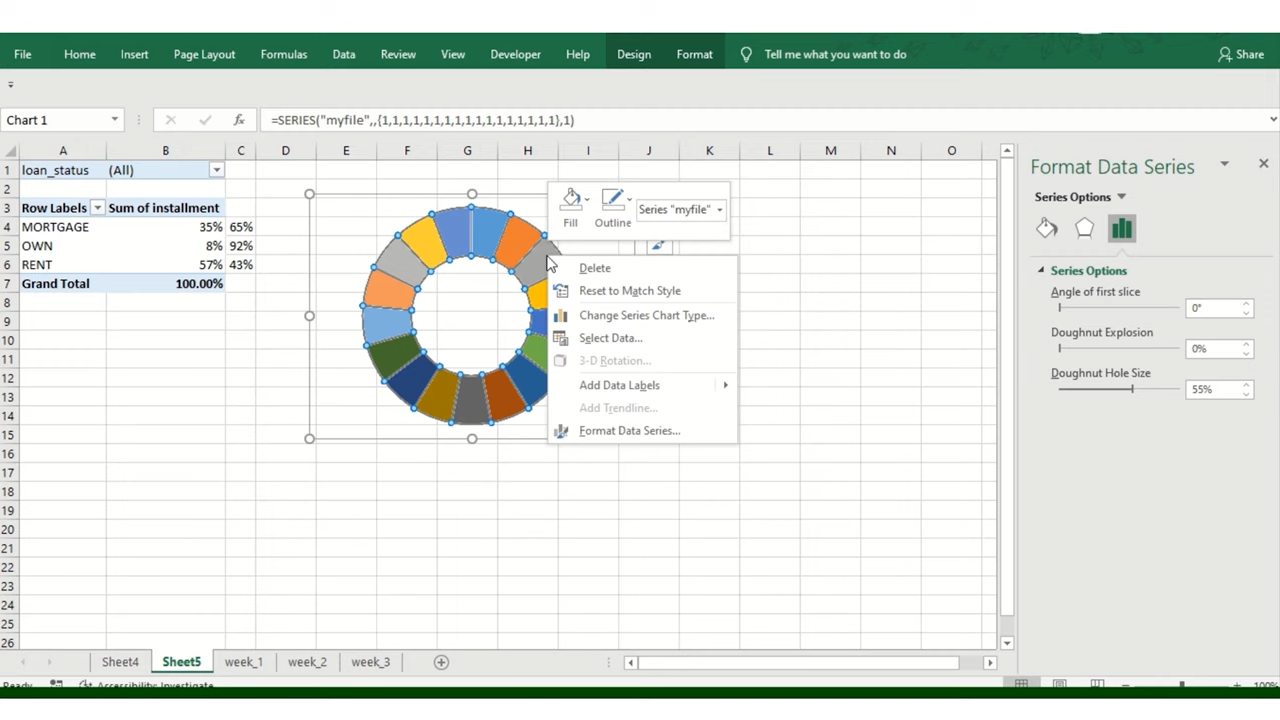 File Home Insert Page Layout Formulas Data Review View Developer Help Design Format Tell me what you want to do Share
Chart 1 fx =SERIES("myfile",,{1,1,1,1,1,1,1,1,1,1,1,1,1,1,1,1,1,1},1)
A B C D E F G H I J K L M N O
1 loan_status (All)
2
3 Row Labels Sum of installment
4 MORTGAGE 35% 65%
5 OWN 8% 92%
6 RENT 57% 43%
7 Grand Total 100.00%
8
9
10
11
12
13
14
15
16
17
18
19
20
21
22
23
24
25
26
Fill Outline Series "myfile"
Delete
Reset to Match Style
Change Series Chart Type...
Select Data...
3-D Rotation...
Add Data Labels
Add Trendline...
Format Data Series...
Format Data Series
Series Options
Series Options
Angle of first slice
0°
Doughnut Explosion
0%
Doughnut Hole Size
55%
Sheet4 Sheet5 week_1 week_2 week_3
Ready Accessibility: Investigate 100%